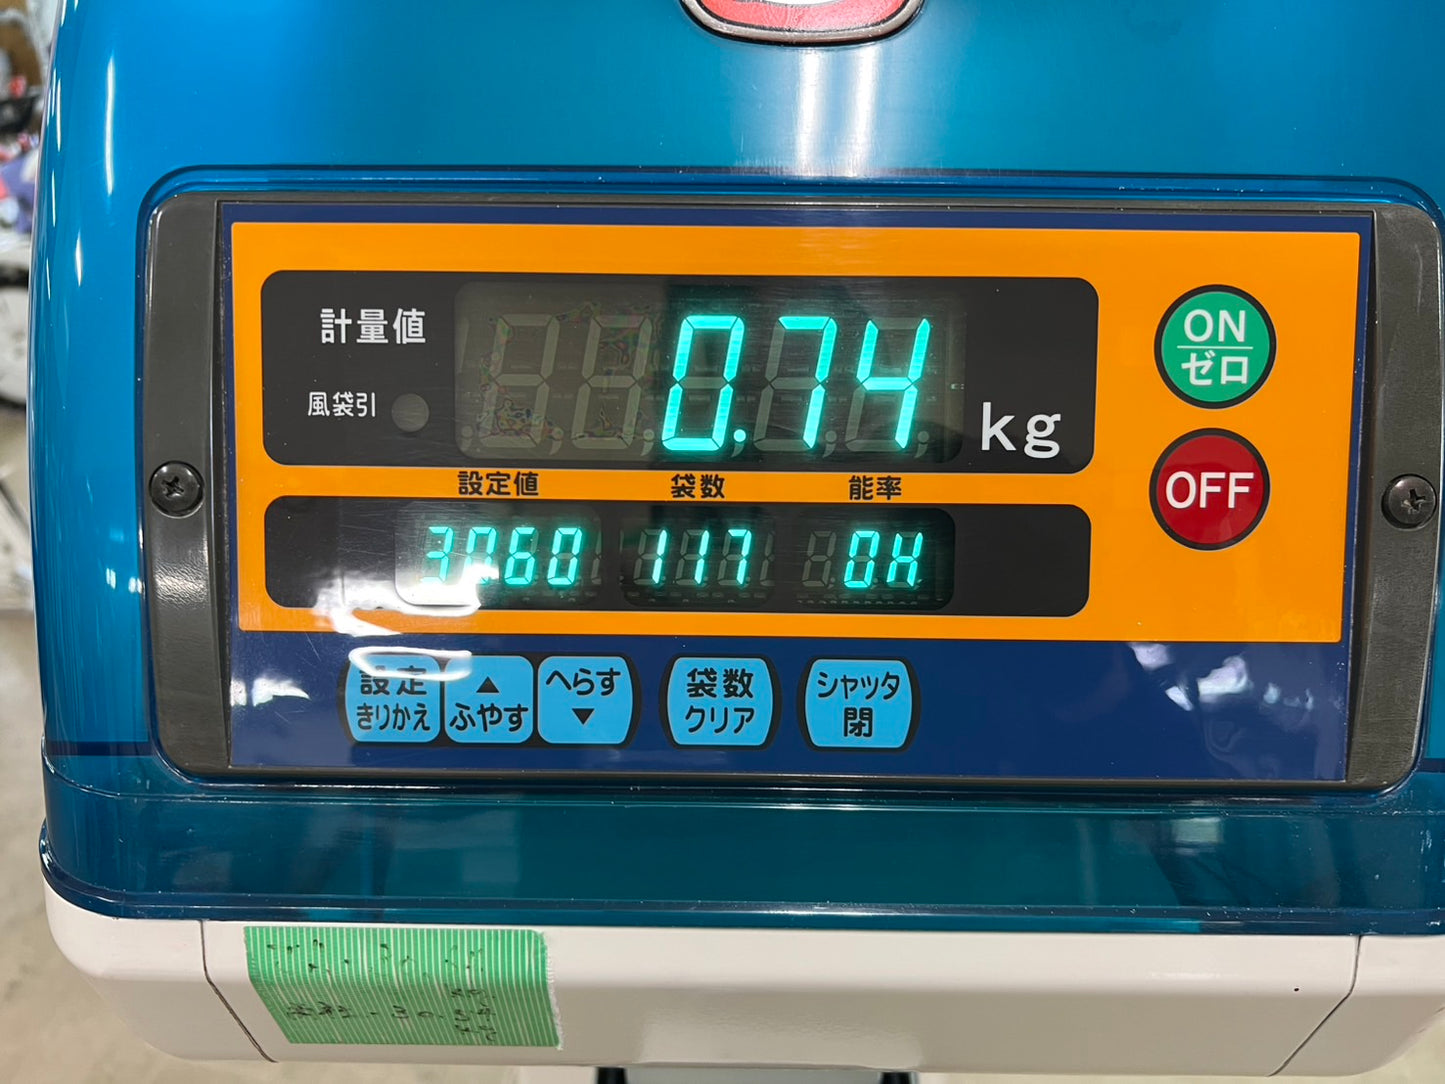 計量値
0.74
kg
風袋引
ON
ゼロ
OFF
設定値 袋数 能率
3060 117 0H
設定
きりかえ
▲
ふやす
へらす
▼
袋数
クリア
シャッタ
閉